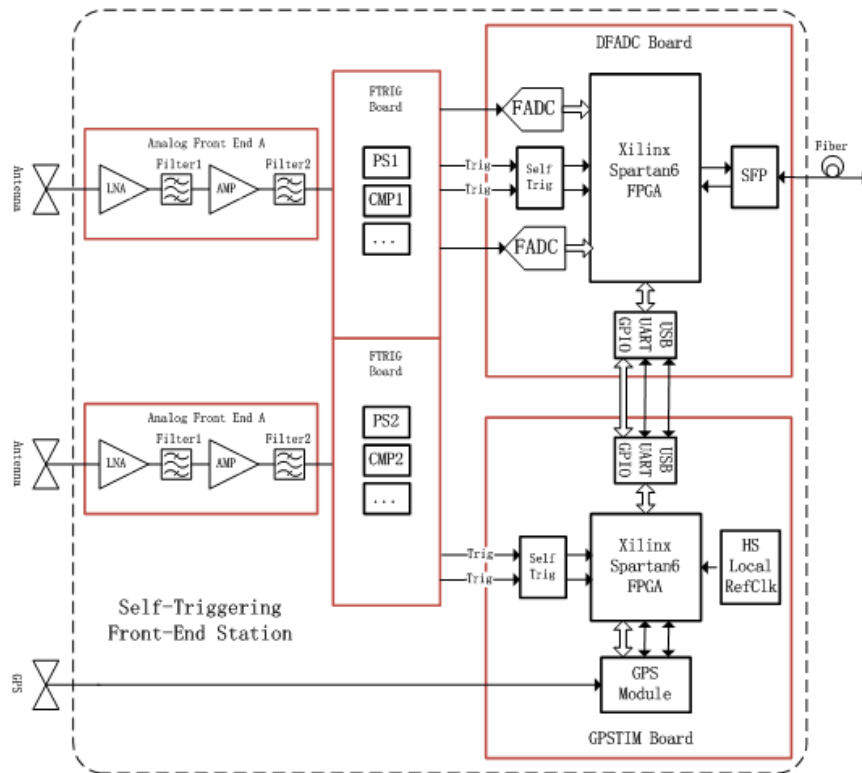 DFADC Board
FTRIG
Board
FADC
Analog Front End A
Filter1
Filter2
LNA
AMP
Antenna
PS1
CMP1
...
Trig
Trig
Self
Trig
Xilinx
Spartan6
FPGA
SFP
Fiber
FADC
GPIO
UART
USB
FTRIG
Board
Analog Front End A
Filter1
Filter2
LNA
AMP
Antenna
PS2
CMP2
...
GPIO
UART
USB
Trig
Trig
Self
Trig
Xilinx
Spartan6
FPGA
HS
Local
RefClk
Self-Triggering
Front-End Station
GPS
GPS
Module
GPSTIM Board